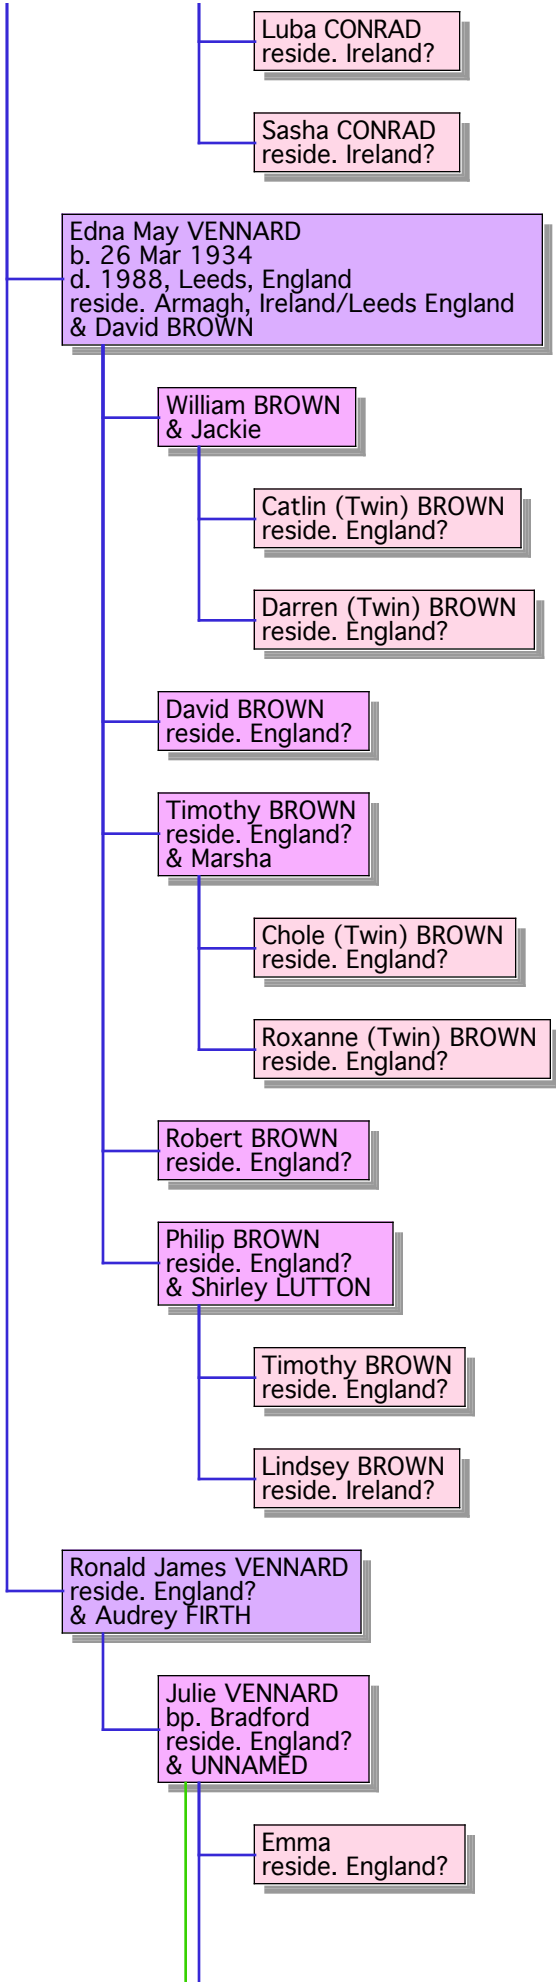 Luba CONRAD
reside. Ireland?
Sasha CONRAD
reside. Ireland?
Edna May VENNARD
b. 26 Mar 1934
d. 1988, Leeds, England
reside. Armagh, Ireland/Leeds England
& David BROWN
William BROWN
& Jackie
Catlin (Twin) BROWN
reside. England?
Darren (Twin) BROWN
reside. England?
David BROWN
reside. England?
Timothy BROWN
reside. England?
& Marsha
Chole (Twin) BROWN
reside. England?
Roxanne (Twin) BROWN
reside. England?
Robert BROWN
reside. England?
Philip BROWN
reside. England?
& Shirley LUTTON
Timothy BROWN
reside. England?
Lindsey BROWN
reside. Ireland?
Ronald James VENNARD
reside. England?
& Audrey FIRTH
Julie VENNARD
bp. Bradford
reside. England?
& UNNAMED
Emma
reside. England?